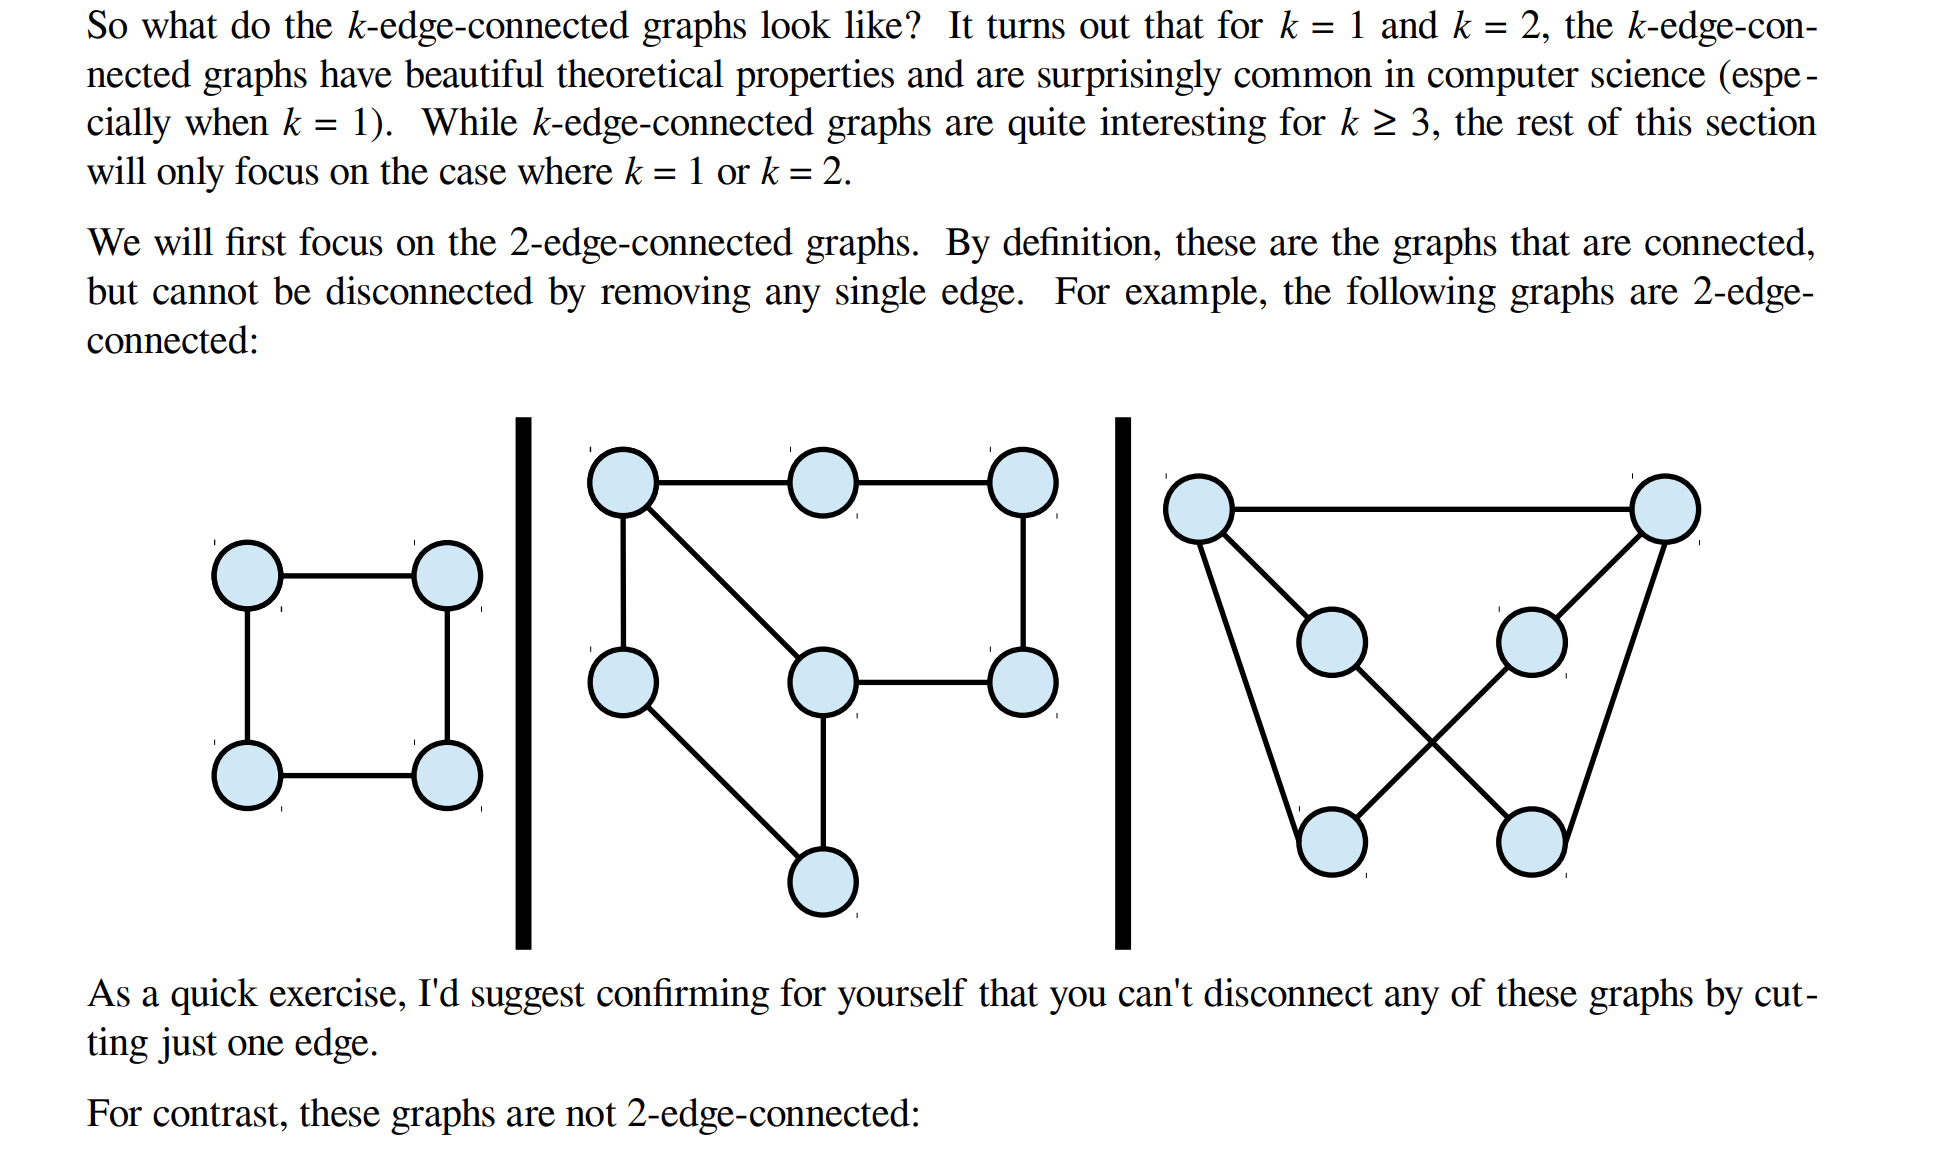 So what do the k-edge-connected graphs look like? It turns out that for k = 1 and k = 2, the k-edge-con-
nected graphs have beautiful theoretical properties and are surprisingly common in computer science (espe-
cially when k = 1). While k-edge-connected graphs are quite interesting for k ≥ 3, the rest of this section
will only focus on the case where k = 1 or k = 2.
We will first focus on the 2-edge-connected graphs. By definition, these are the graphs that are connected,
but cannot be disconnected by removing any single edge. For example, the following graphs are 2-edge-
connected:
As a quick exercise, I'd suggest confirming for yourself that you can't disconnect any of these graphs by cut-
ting just one edge.
For contrast, these graphs are not 2-edge-connected: